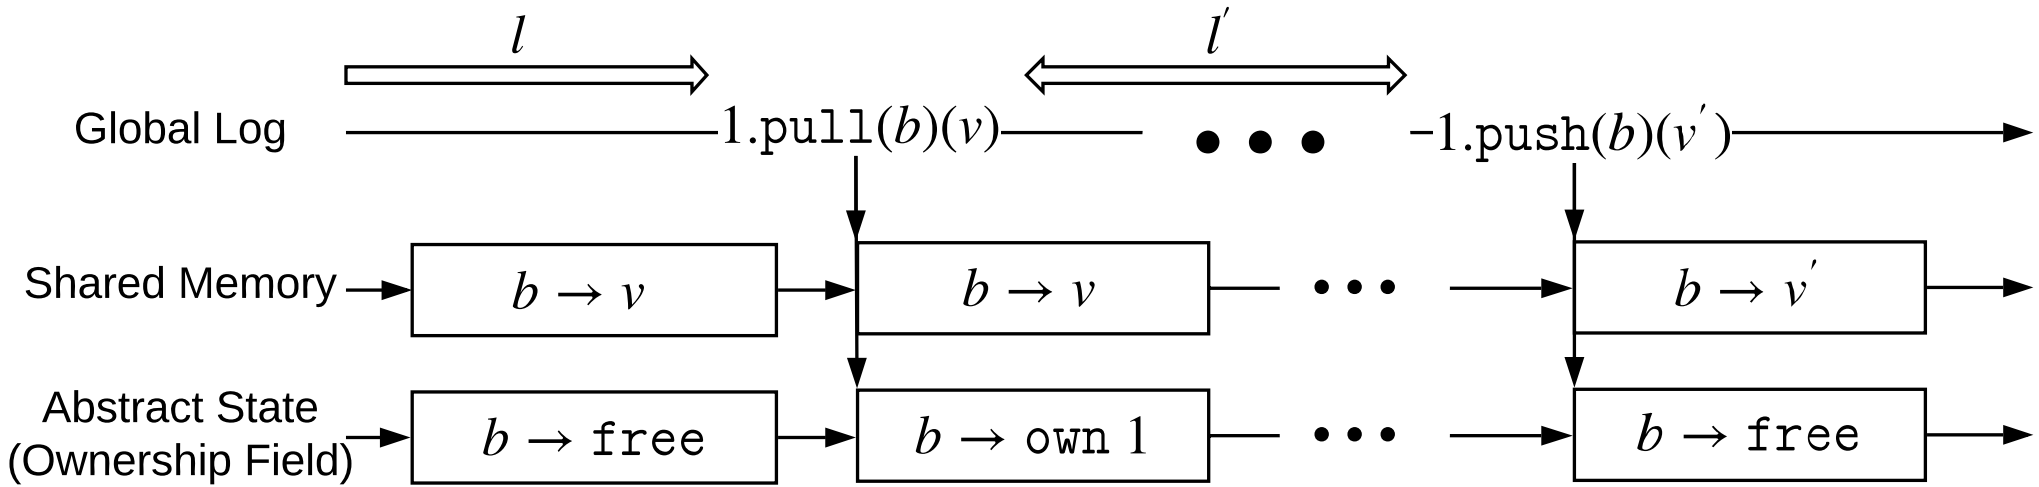 l l′
Global Log 1.pull(b)(v) ••• 1.push(b)(v′)
Shared Memory b → v b → v ••• b → v′
Abstract State
(Ownership Field) b → free b → own 1 ••• b → free